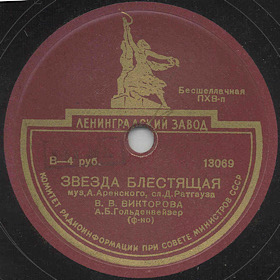 Бесшеллачная
ПХВ-п
ЛЕНИНГРАДСКИЙ ЗАВОД
В—4 руб.
13069
ЗВЕЗДА БЛЕСТЯЩАЯ
муз. А. Аренского, сл. Д. Ратгауза
В. В. ВИКТОРОВА
А. Б. Гольденвейзер
(ф-но)
КОМИТЕТ РАДИОИНФОРМАЦИИ ПРИ СОВЕТЕ МИНИСТРОВ СССР